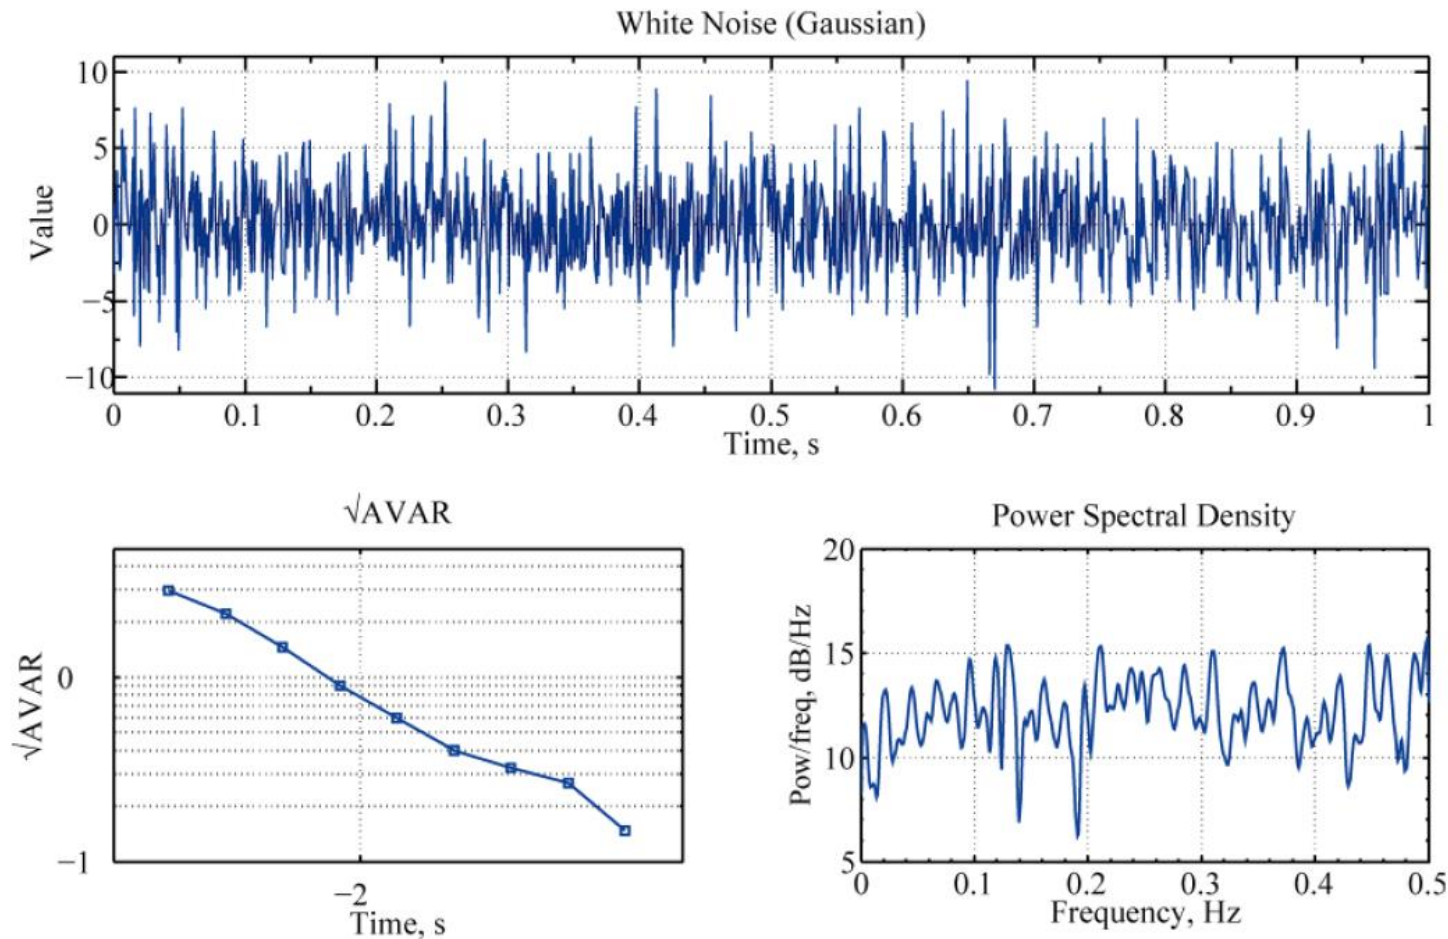 White Noise (Gaussian)
10
5
0
−5
−10
Value
0 0.1 0.2 0.3 0.4 0.5 0.6 0.7 0.8 0.9 1
Time, s
√AVAR
0
−1
√AVAR
−2
Time, s
Power Spectral Density
20
15
10
5
Pow/freq, dB/Hz
0 0.1 0.2 0.3 0.4 0.5
Frequency, Hz